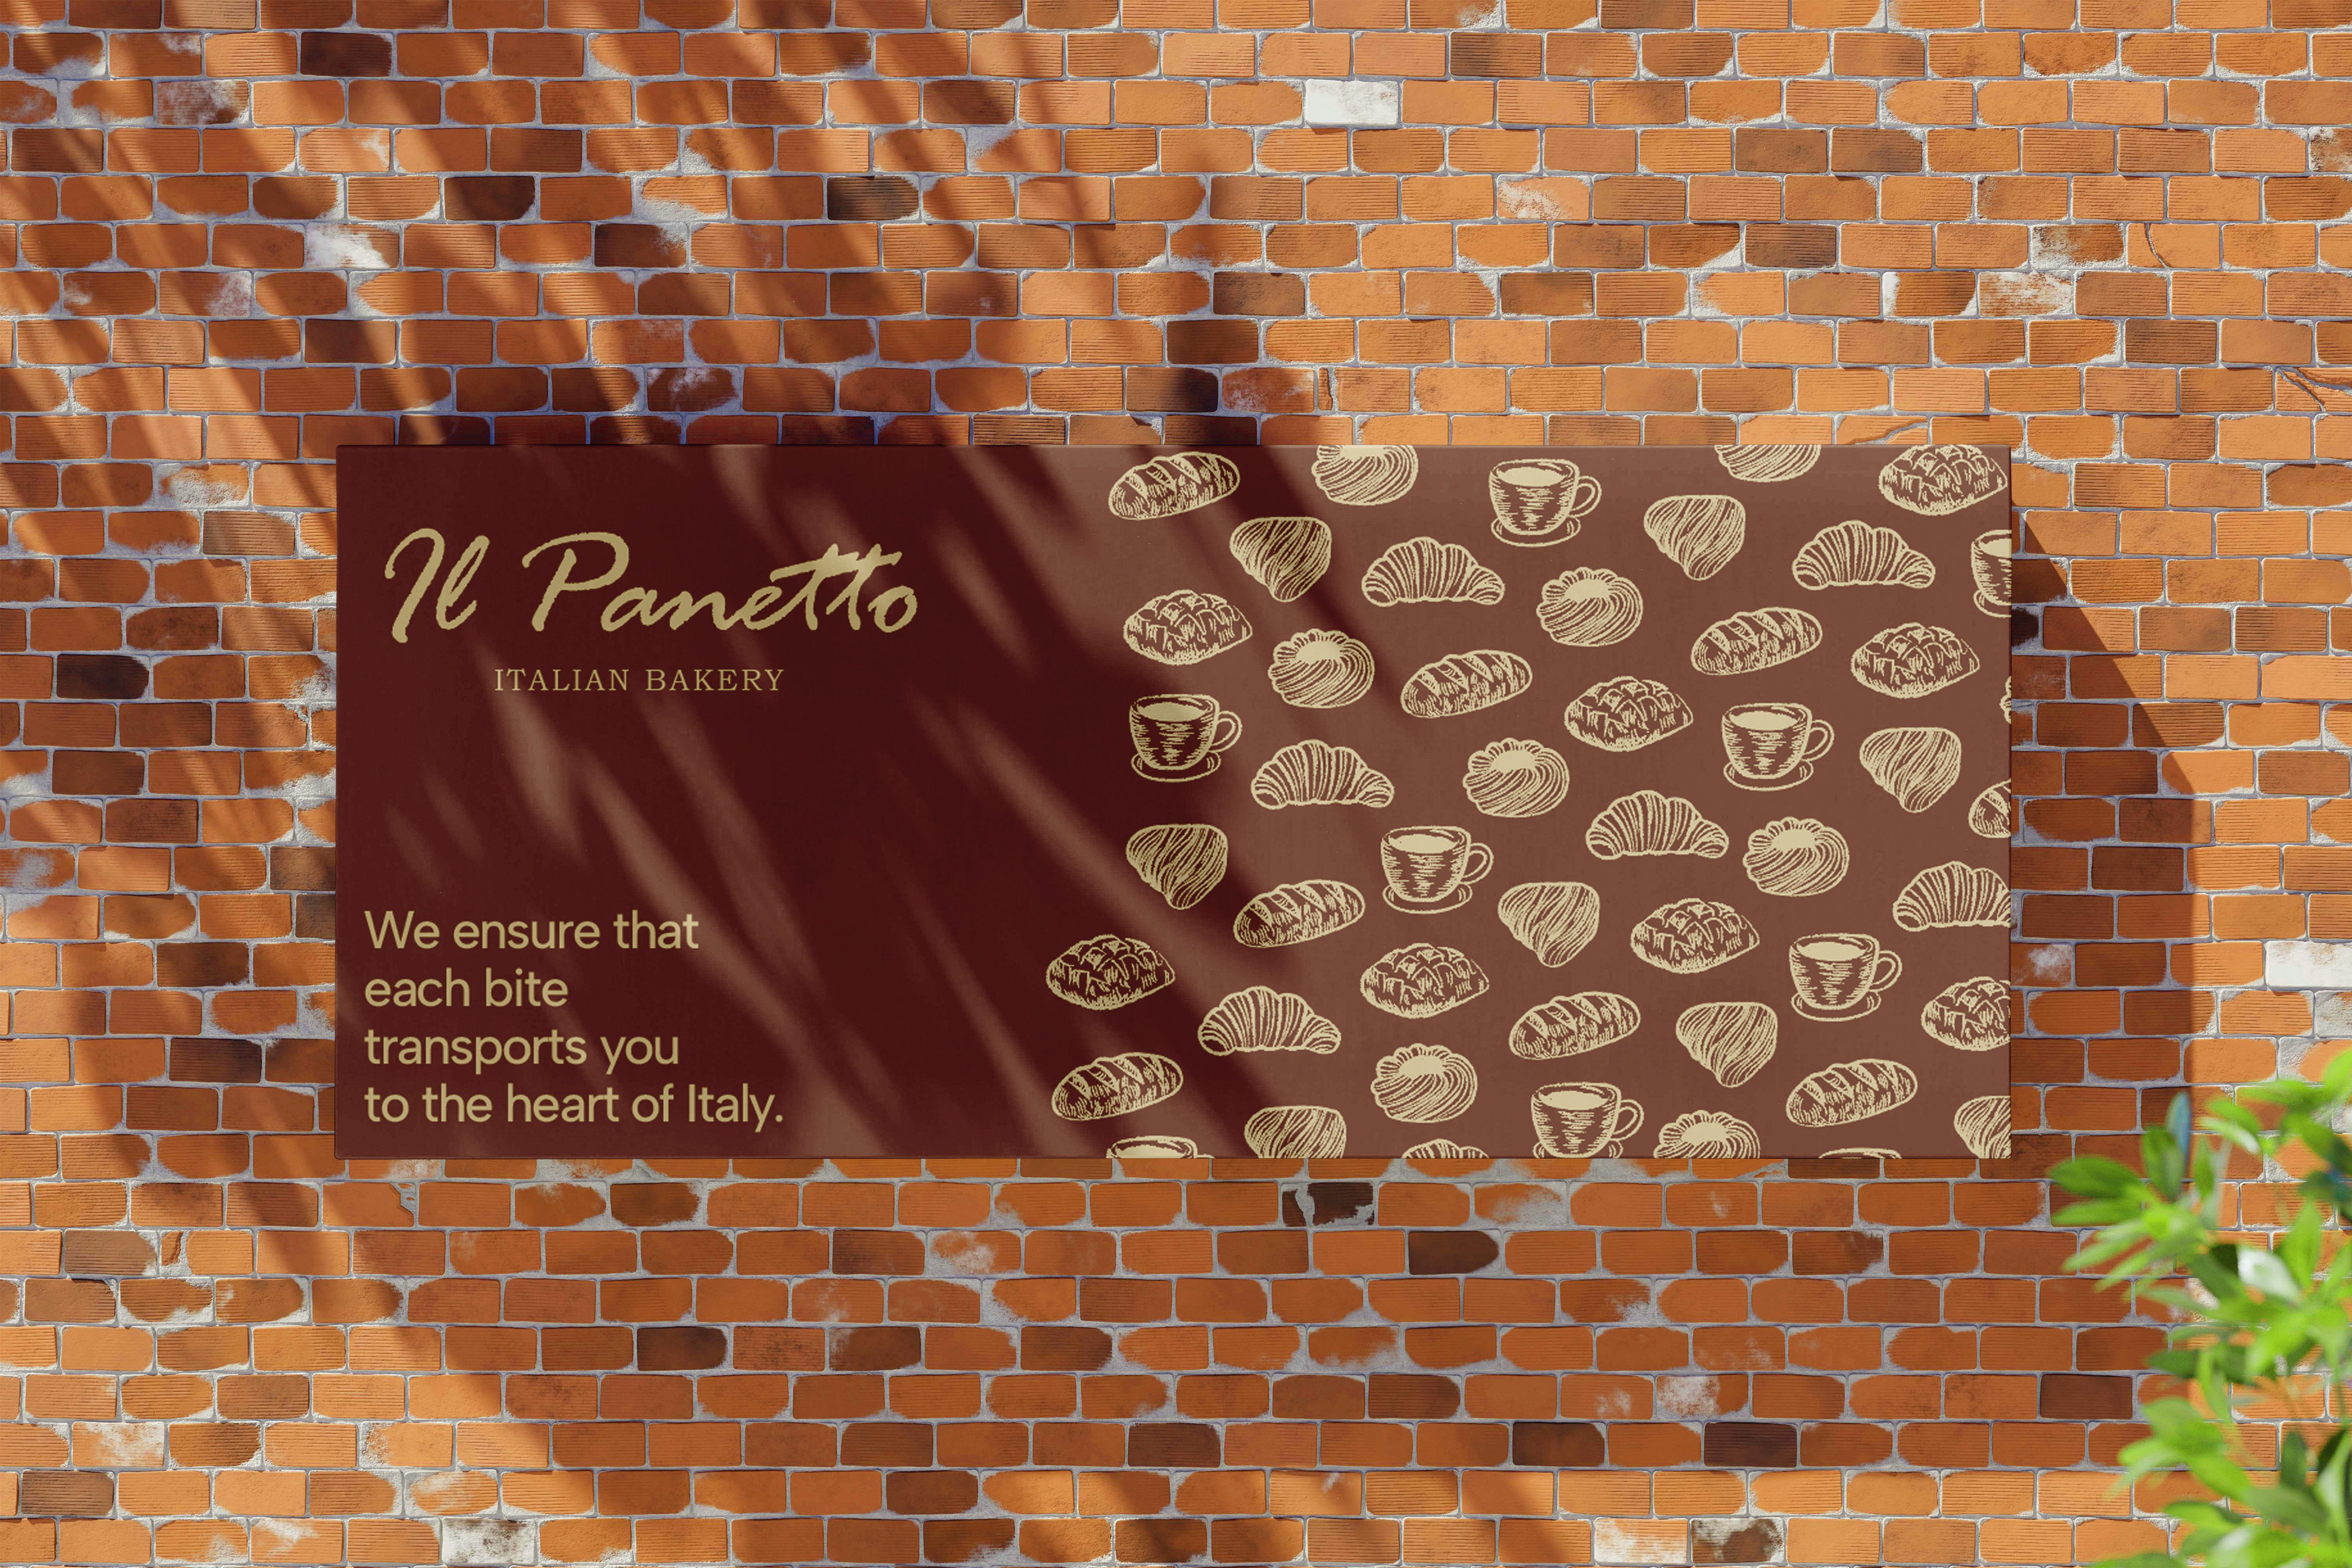 Il Panetto
ITALIAN BAKERY
We ensure that
each bite
transports you
to the heart of Italy.